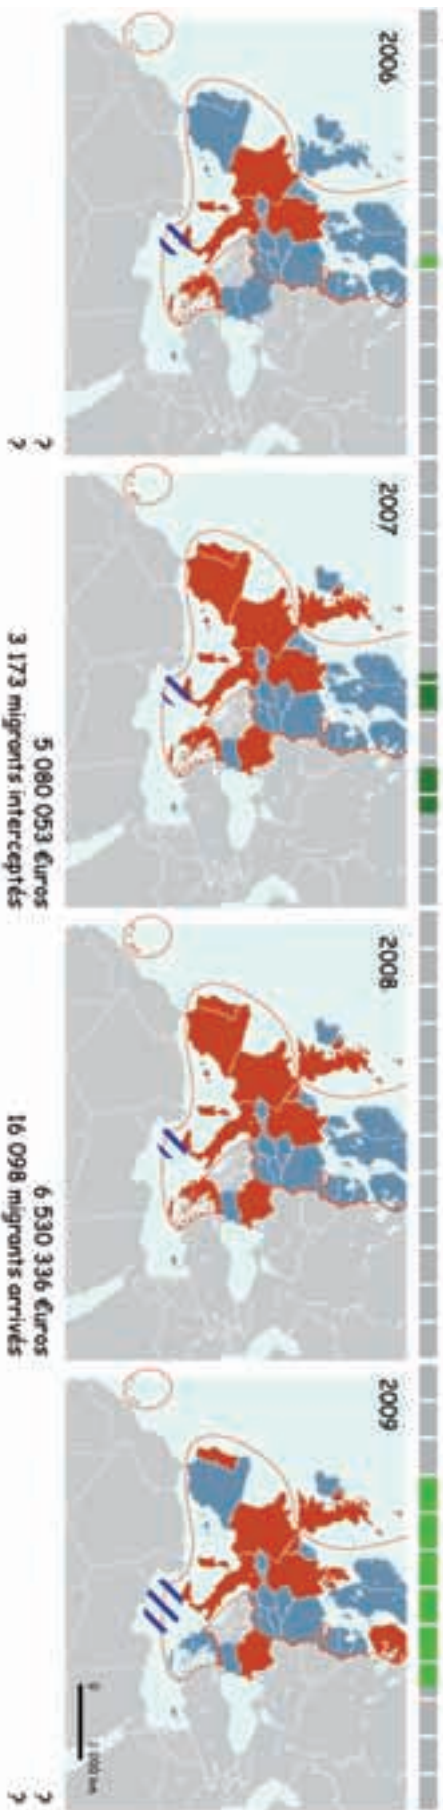 2006
?
?
2007
5 080 053 €uros
3 173 migrants interceptés
2008
6 530 336 €uros
16 098 migrants arrivés
2009
0
?
?